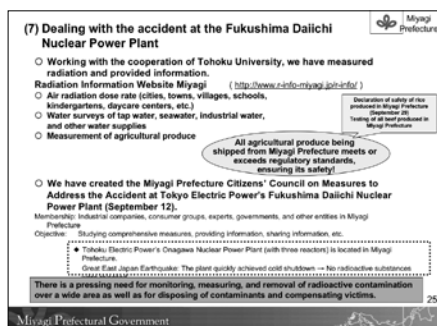 (7) Dealing with the accident at the Fukushima Daiichi
Nuclear Power Plant
Miyagi
Prefecture
○ Working with the cooperation of Tohoku University, we have measured
radiation and provided information.
Radiation Information Website Miyagi ( http://www.r-info-miyagi.jp/r-info/ )
○ Air radiation dose rate (cities, towns, villages, schools,
kindergartens, daycare centers, etc.)
○ Water surveys of tap water, seawater, industrial water,
and other water supplies
○ Measurement of agricultural produce
Declaration of safety of rice
produced in Miyagi Prefecture
(September 28)
Testing of all beef produced in
Miyagi Prefecture
All agricultural produce being
shipped from Miyagi Prefecture meets or
exceeds regulatory standards,
ensuring its safety!
○ We have created the Miyagi Prefecture Citizens' Council on Measures to
Address the Accident at Tokyo Electric Power's Fukushima Daiichi Nuclear
Power Plant (September 12).
Membership: Industrial companies, consumer groups, experts, governments, and other entities in Miyagi
Prefecture
Objective: Studying comprehensive measures, providing information, sharing information, etc.
◆ Tohoku Electric Power's Onagawa Nuclear Power Plant (with three reactors) is located in Miyagi
Prefecture.
Great East Japan Earthquake: The plant quickly achieved cold shutdown → No radioactive substances
There is a pressing need for monitoring, measuring, and removal of radioactive contamination
over a wide area as well as for disposing of contaminants and compensating victims.
25
Miyagi Prefectural Government